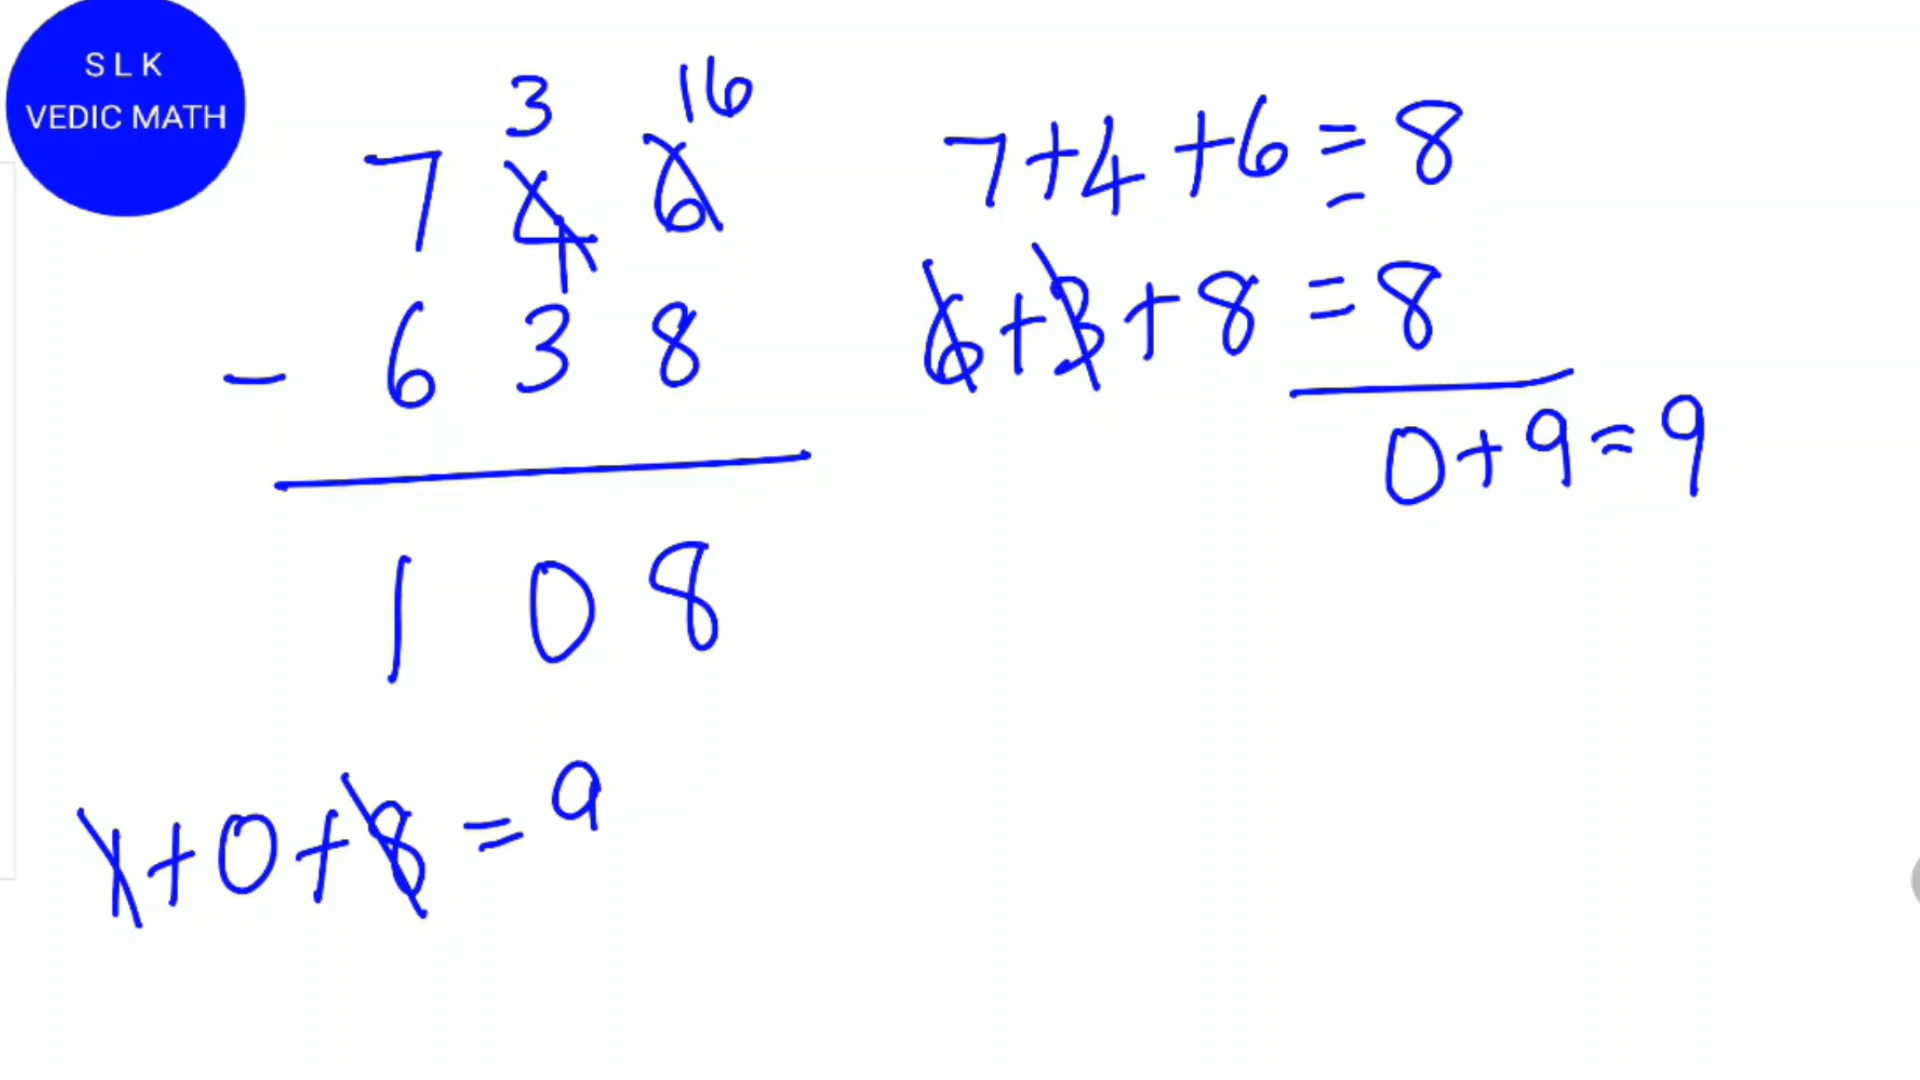 S L K
VEDIC MATH
3 16
7 4 6
- 6 3 8
1 0 8
1+0+8 = 9
7+4+6 = 8
6+3+8 = 8
0+9=9